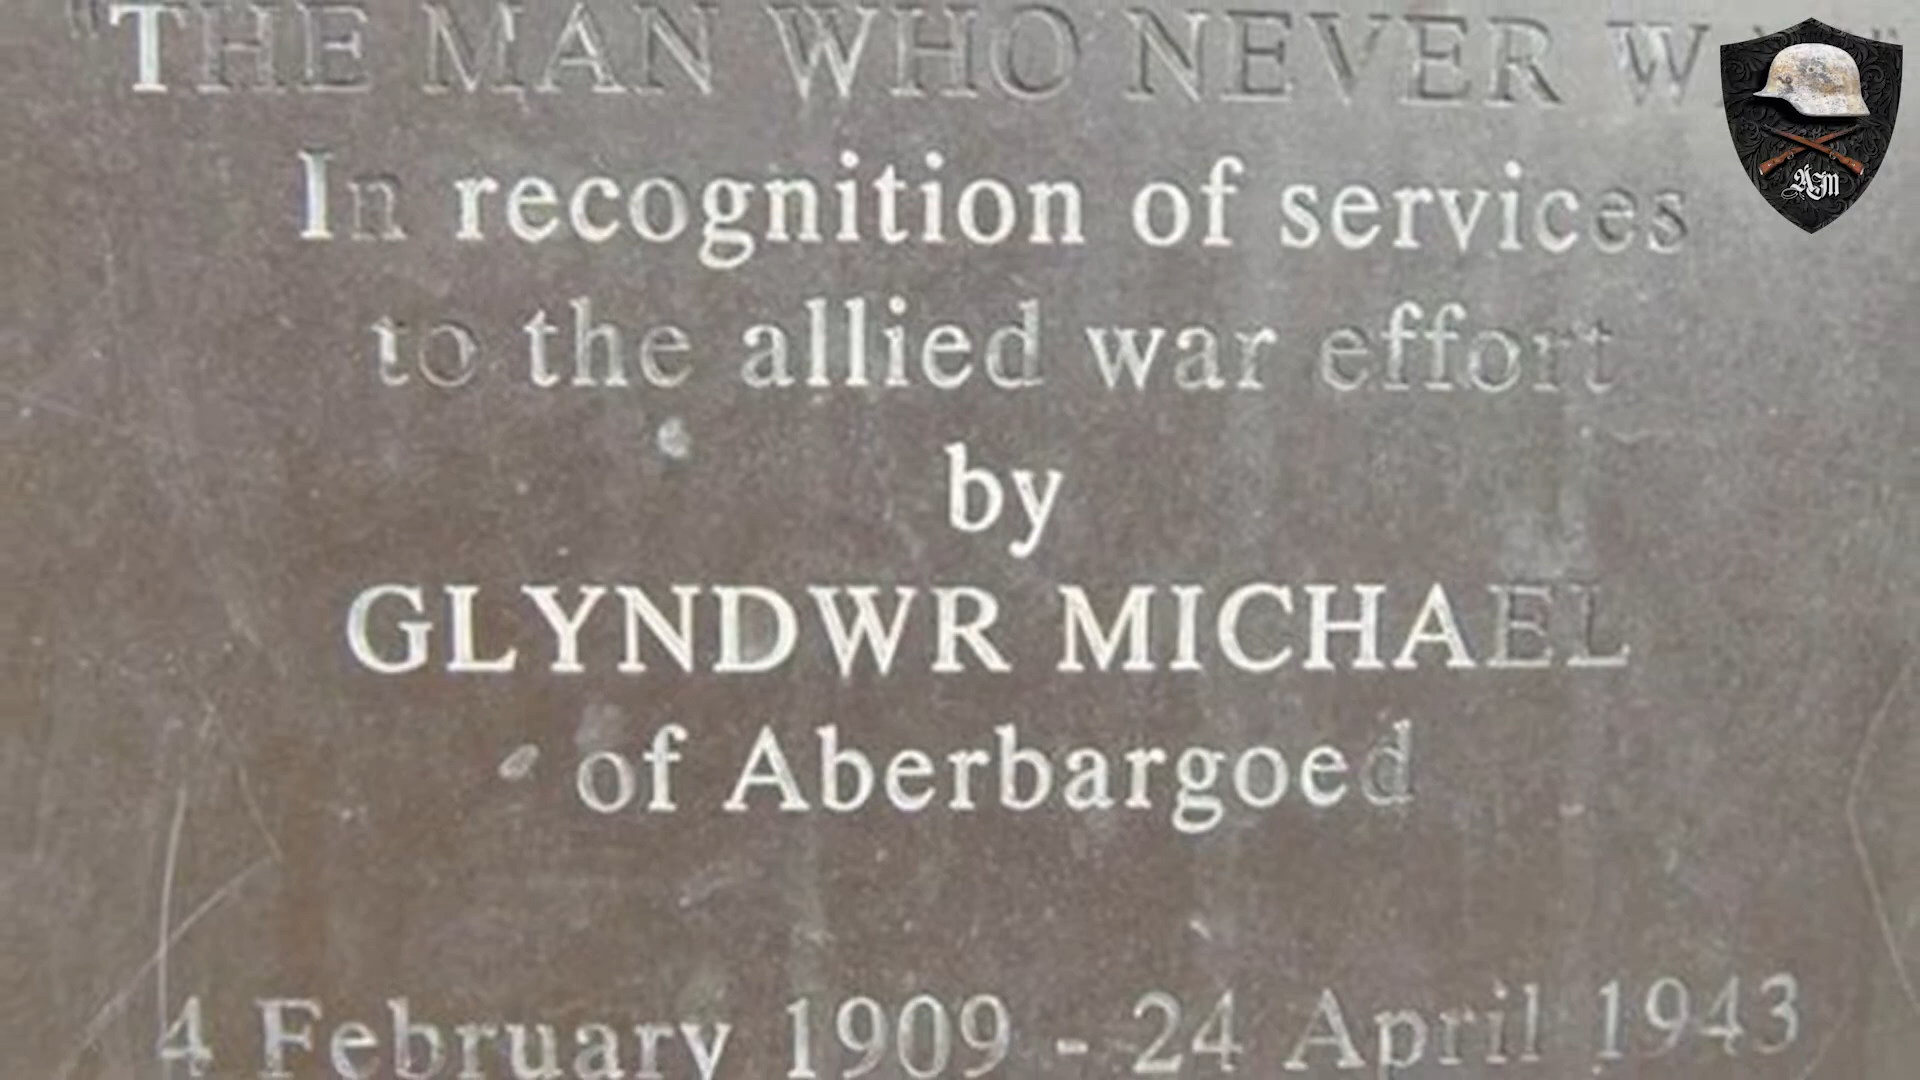 "THE MAN WHO NEVER
In recognition of services
to the allied war effort
by
GLYNDWR MICHAEL
of Aberbargoed
4 February 1909 - 24 April 1943
AM